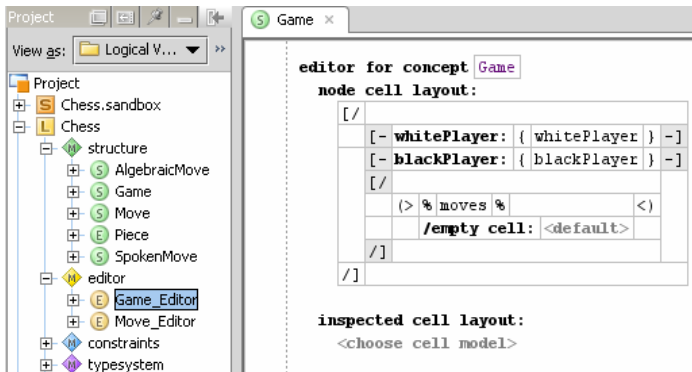 Project
View as: Logical V... »
Project
S Chess.sandbox
L Chess
M structure
S AlgebraicMove
S Game
S Move
E Piece
S SpokenMove
M editor
E Game_Editor
E Move_Editor
M constraints
M typesystem
S Game ×
editor for concept Game
node cell layout:
[/
[- whitePlayer: { whitePlayer } -]
[- blackPlayer: { blackPlayer } -]
[/
(> % moves % <)
/empty cell: <default>
/]
/]
inspected cell layout:
<choose cell model>